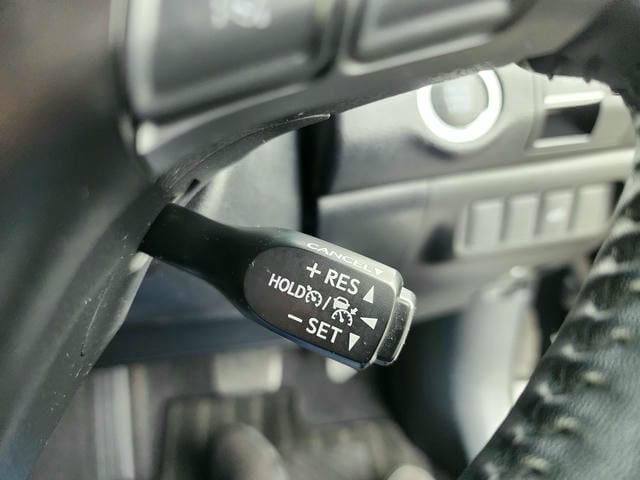 CANCEL
+ RES
HOLD /
− SET